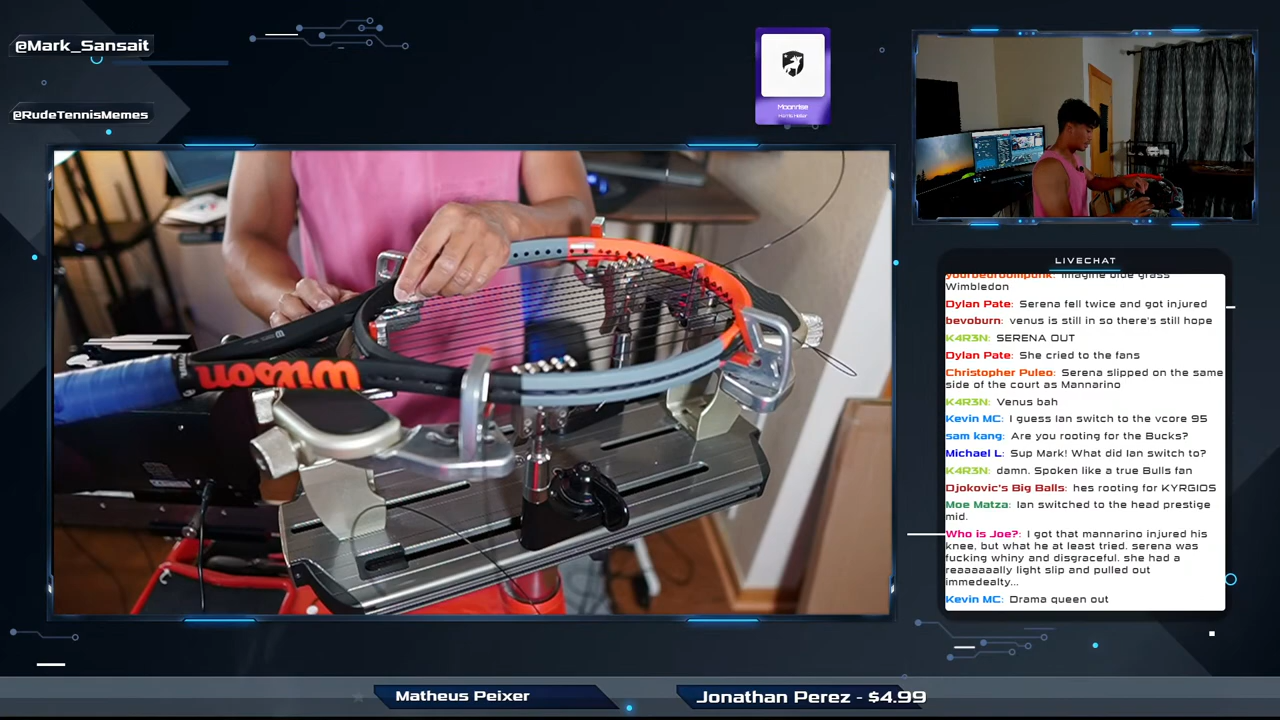 @Mark_Sansait
@RudeTennisMemes
Moonrise
wilson
LIVECHAT
yourbedroompunk: imagine blue grass
Wimbledon
Dylan Pate: Serena fell twice and got injured
bevoburn: venus is still in so there's still hope
K4R3N: SERENA OUT
Dylan Pate: She cried to the fans
Christopher Puleo: Serena slipped on the same
side of the court as Mannarino
K4R3N: Venus bah
Kevin MC: I guess Ian switch to the vcore 95
sam kang: Are you rooting for the Bucks?
Michael L: Sup Mark! What did Ian switch to?
K4R3N: damn. Spoken like a true Bulls fan
Djokovic's Big Balls: hes rooting for KYRGIOS
Moe Matza: Ian switched to the head prestige
mid.
Who is Joe?: I got that mannarino injured his
knee, but what he at least tried. serena was
fucking whiny and disgraceful. she had a
reaaaaaally light slip and pulled out
immedealty...
Kevin MC: Drama queen out
Matheus Peixer
Jonathan Perez - $4.99